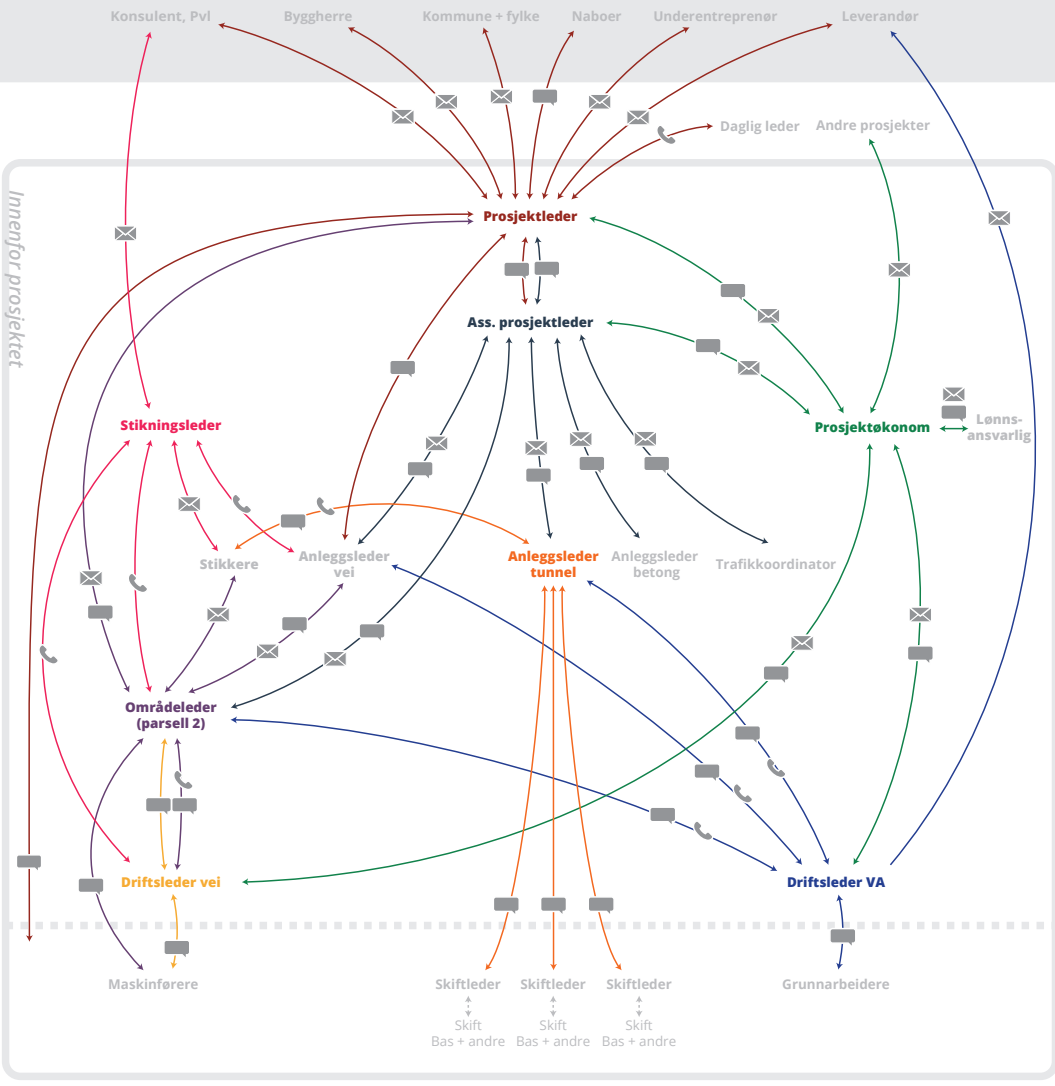 Konsulent, Pvl
Byggherre
Kommune + fylke
Naboer
Underentreprenør
Leverandør
Daglig leder
Andre prosjekter
Innenfor prosjektet
Prosjektleder
Ass. prosjektleder
Stikningsleder
Prosjektøkonom
Lønns-
ansvarlig
Stikkere
Anleggsleder
vei
Anleggsleder
tunnel
Anleggsleder
betong
Trafikkoordinator
Områdeleder
(parsell 2)
Driftsleder vei
Driftsleder VA
Maskinførere
Skiftleder
Skiftleder
Skiftleder
Grunnarbeidere
Skift
Bas + andre
Skift
Bas + andre
Skift
Bas + andre